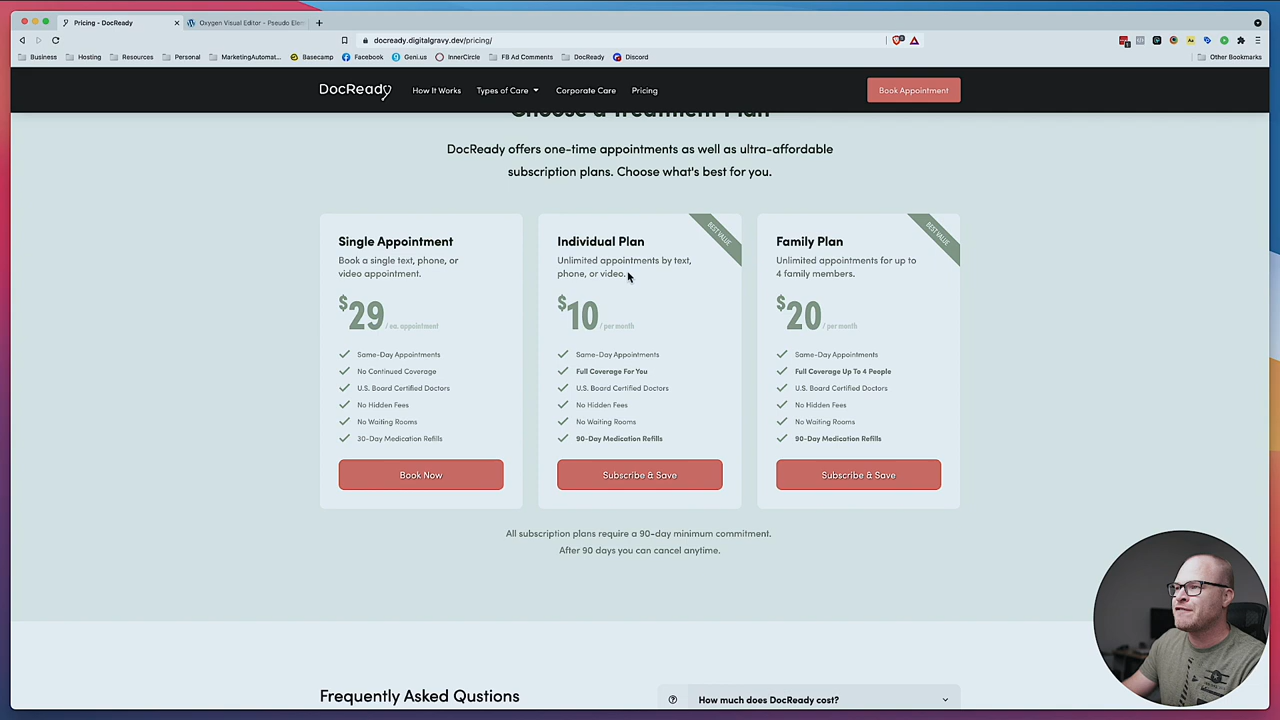 Pricing - DocReady
Oxygen Visual Editor - Pseudo Elem
docready.digitalgravy.dev/pricing/
Business
Hosting
Resources
Personal
MarketingAutomat...
Basecamp
Facebook
Geni.us
InnerCircle
FB Ad Comments
DocReady
Discord
Other Bookmarks
DocReady
How It Works
Types of Care
Corporate Care
Pricing
Book Appointment
Choose a Treatment Plan
DocReady offers one-time appointments as well as ultra-affordable
subscription plans. Choose what's best for you.
Single Appointment
Book a single text, phone, or
video appointment.
$29 / ea. appointment
Same-Day Appointments
No Continued Coverage
U.S. Board Certified Doctors
No Hidden Fees
No Waiting Rooms
30-Day Medication Refills
Book Now
BEST VALUE
Individual Plan
Unlimited appointments by text,
phone, or video.
$10 / per month
Same-Day Appointments
Full Coverage For You
U.S. Board Certified Doctors
No Hidden Fees
No Waiting Rooms
90-Day Medication Refills
Subscribe & Save
BEST VALUE
Family Plan
Unlimited appointments for up to
4 family members.
$20 / per month
Same-Day Appointments
Full Coverage Up To 4 People
U.S. Board Certified Doctors
No Hidden Fees
No Waiting Rooms
90-Day Medication Refills
Subscribe & Save
All subscription plans require a 90-day minimum commitment.
After 90 days you can cancel anytime.
Frequently Asked Qustions
How much does DocReady cost?